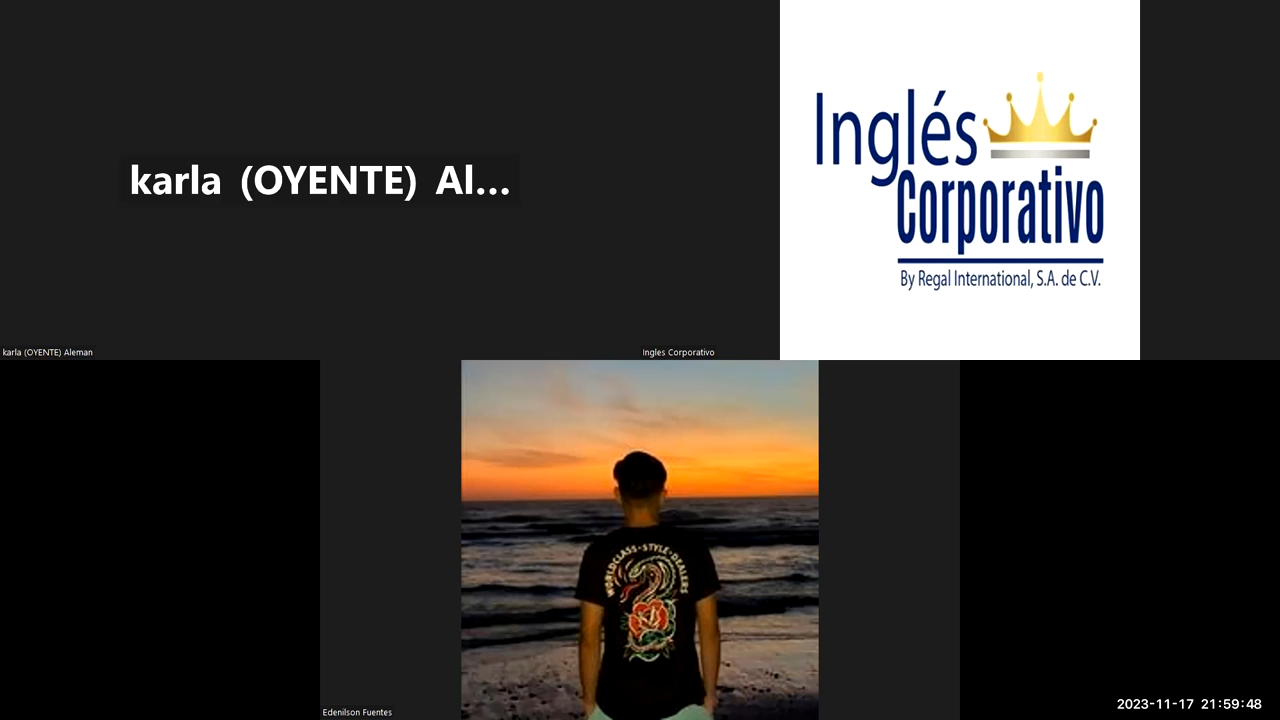 karla (OYENTE) Al...
Inglés
Corporativo
By Regal International, S.A. de C.V.
karla (OYENTE) Aleman
Ingles Corporativo
WORLDCLASS·STYLE·DEALERS
Edenilson Fuentes
2023-11-17 21:59:48